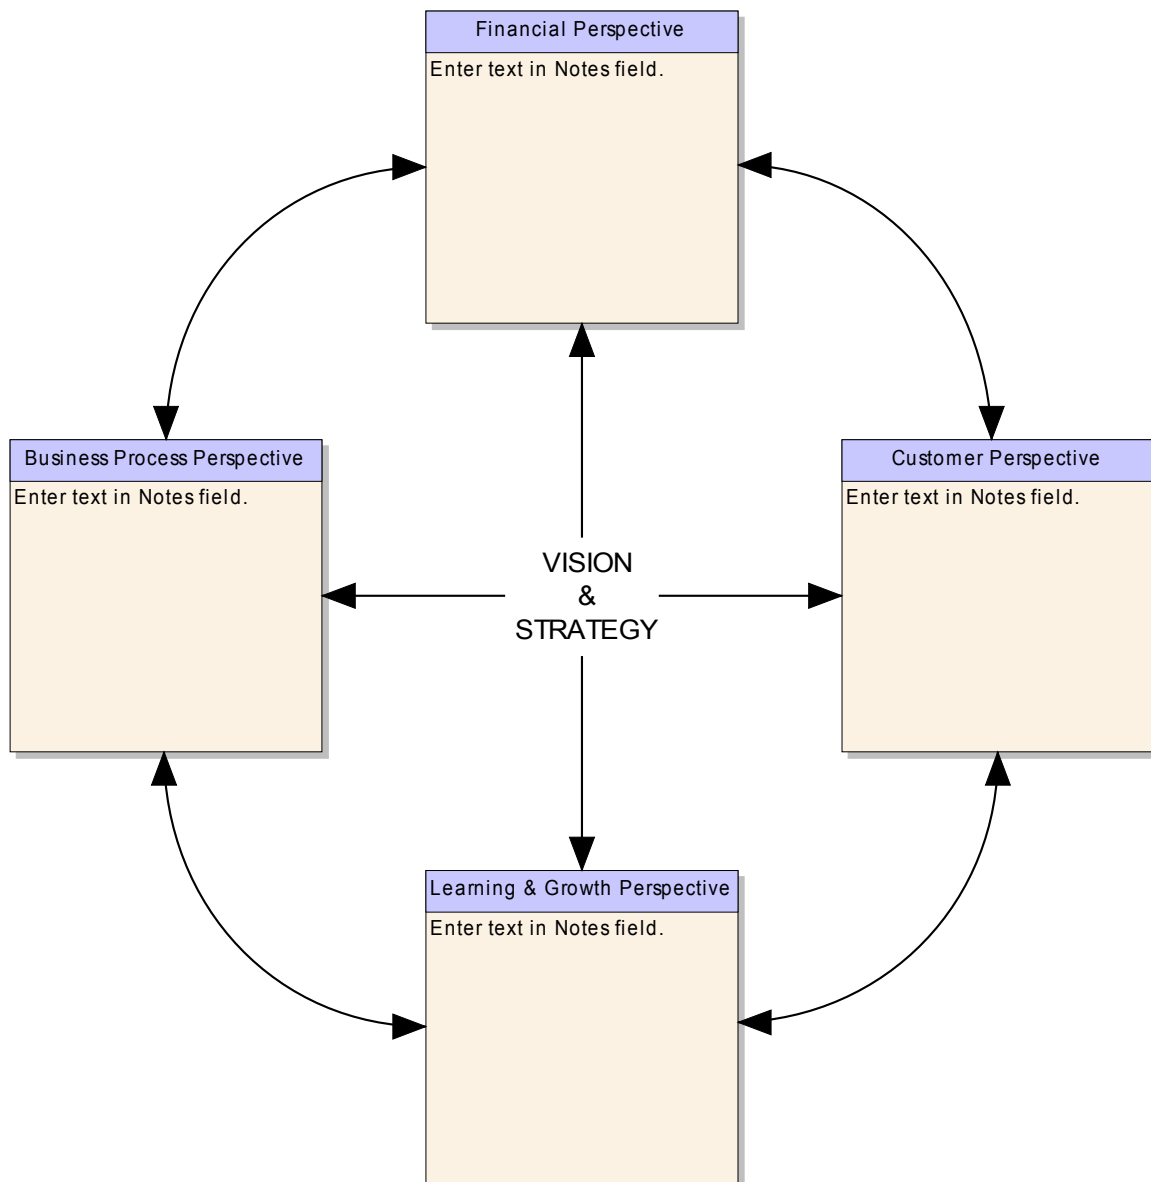 Financial Perspective
Enter text in Notes field.
Business Process Perspective
Enter text in Notes field.
Customer Perspective
Enter text in Notes field.
VISION
&
STRATEGY
Learning & Growth Perspective
Enter text in Notes field.